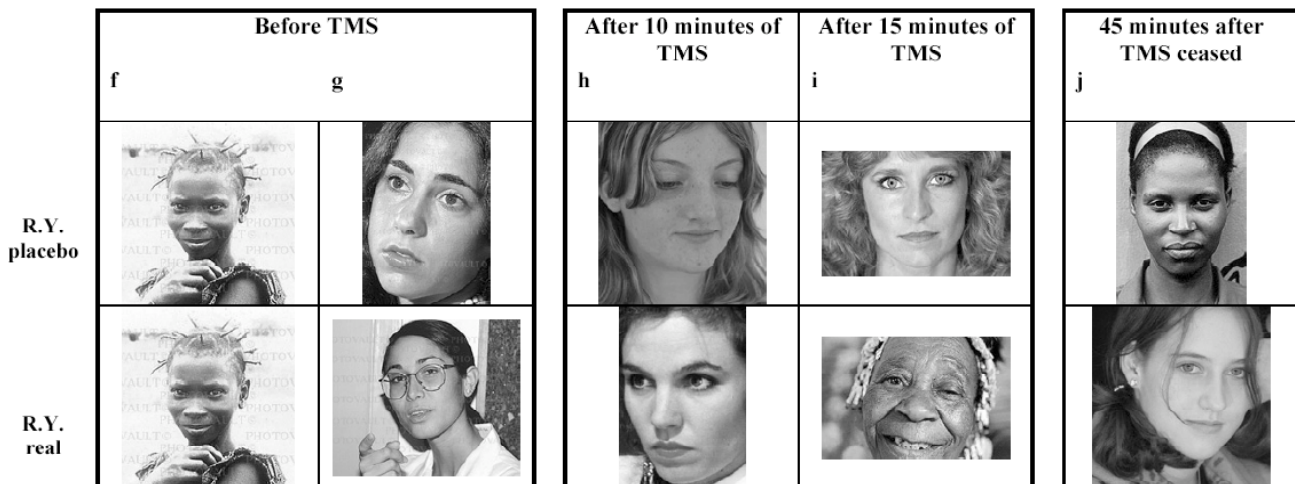 Before TMS
After 10 minutes of
TMS
After 15 minutes of
TMS
45 minutes after
TMS ceased
f
g
h
i
j
R.Y.
placebo
R.Y.
real